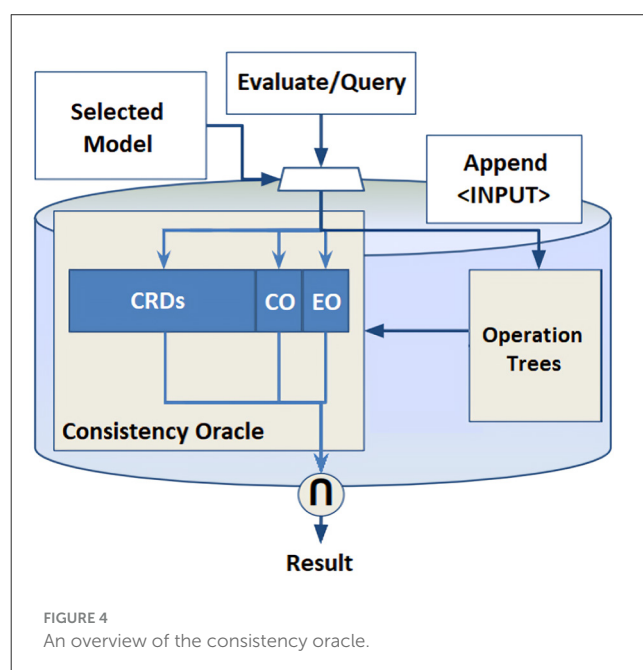 Evaluate/Query
Selected
Model
Append
<INPUT>
CRDs
CO
EO
Operation
Trees
Consistency Oracle
∩
Result
FIGURE 4
An overview of the consistency oracle.